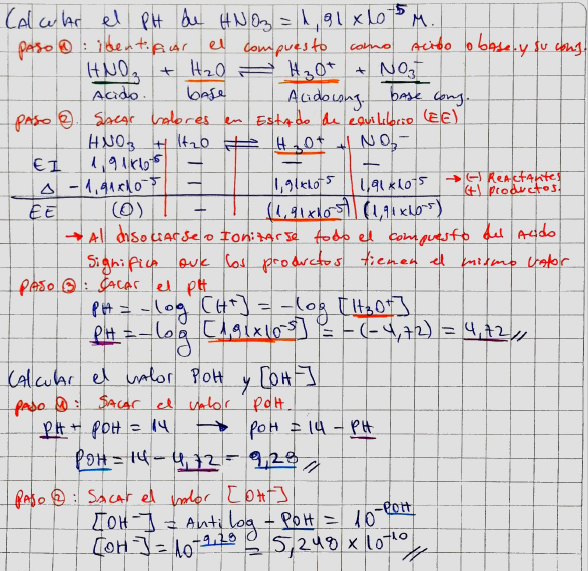 Calcular el PH de HNO₃ = 1,91 x 10⁻⁵ M.
PASO ①: identificar el compuesto como Acido o base y su conj.
HNO₃ + H₂O ⇌ H₃O⁺ + NO₃⁻
Acido. base Acido conj. base conj.
PASO ②. Sacar valores en Estado de equilibrio (EE)
HNO₃ + H₂O ⇌ H₃O⁺ + NO₃⁻
EI 1,91x10⁻⁵ — — —
Δ -1,91x10⁻⁵ — 1,91x10⁻⁵ 1,91x10⁻⁵ → (-) Reactantes
(+) productos.
EE (0) — (1,91x10⁻⁵) (1,91x10⁻⁵)
→ Al disociarse o Ionizarse todo el compuesto del Acido
Significa que los productos tienen el mismo valor
PASO ③: SACAR el pH
PH = -log [H⁺] = -log [H₃O⁺]
PH = -log [1,91x10⁻⁵] = -(-4,72) = 4,72 //
Calcular el valor POH y [OH⁻]
PASO ①: SACAR el valor POH.
PH + POH = 14 → POH = 14 - PH
POH = 14 - 4,72 = 9,28 //
PASO ②: Sacar el valor [OH⁻]
[OH⁻] = Antilog - POH = 10⁻ᴾᴼᴴ
[OH⁻] = 10⁻⁹'²⁸ = 5,248 x 10⁻¹⁰ //